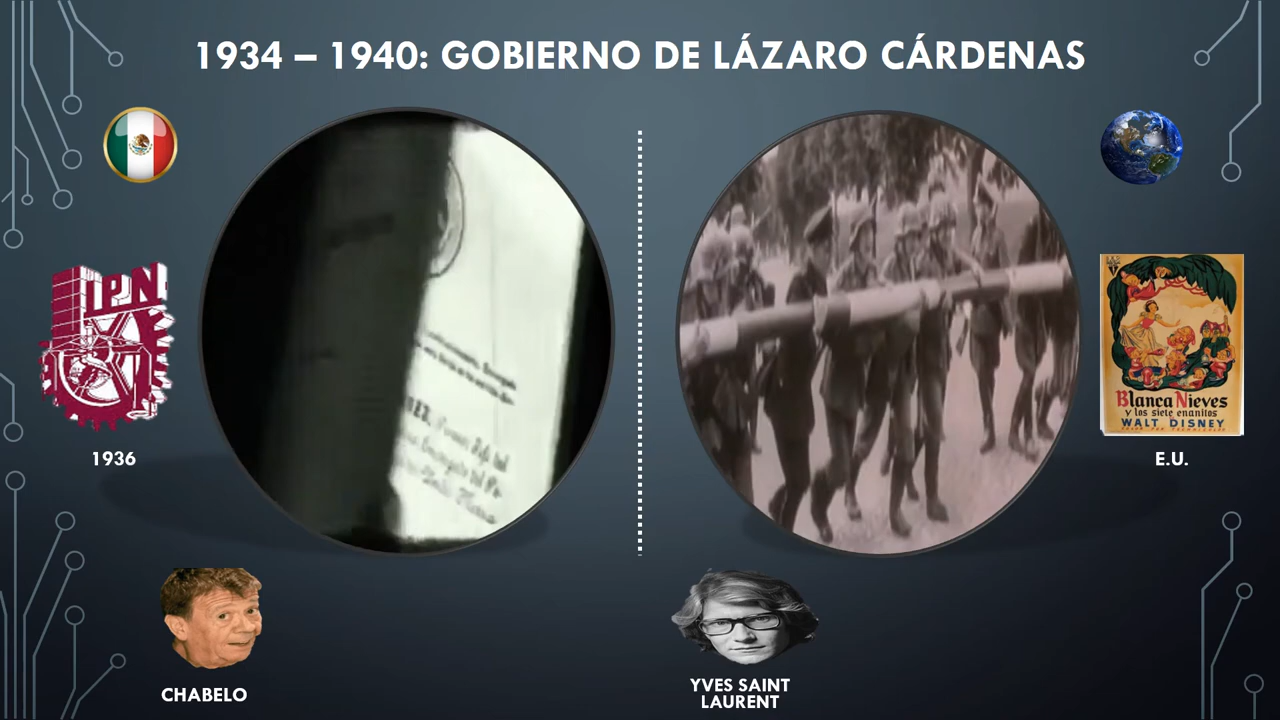 1934 – 1940: GOBIERNO DE LÁZARO CÁRDENAS
IPN
1936
Blanca Nieves
y los siete enanitos
WALT DISNEY
E.U.
CHABELO
YVES SAINT
LAURENT